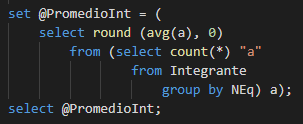 set @PromedioInt = (
select round (avg(a), 0)
from (select count(*) "a"
from Integrante
group by NEq) a);
select @PromedioInt;